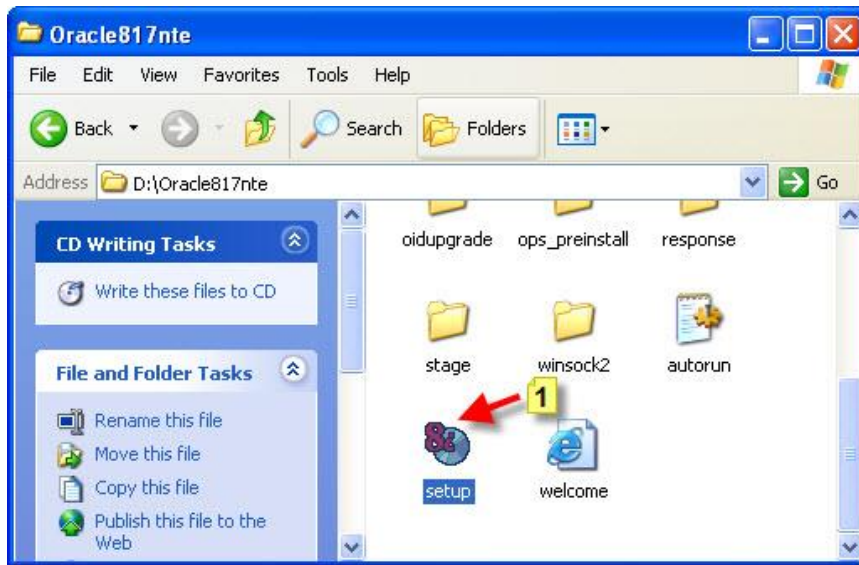 Oracle817nte
File Edit View Favorites Tools Help
Back Search Folders
Address D:\Oracle817nte Go
CD Writing Tasks
Write these files to CD
File and Folder Tasks
Rename this file
Move this file
Copy this file
Publish this file to the
Web
oidupgrade ops_preinstall response
stage winsock2 autorun
1
8i
setup welcome